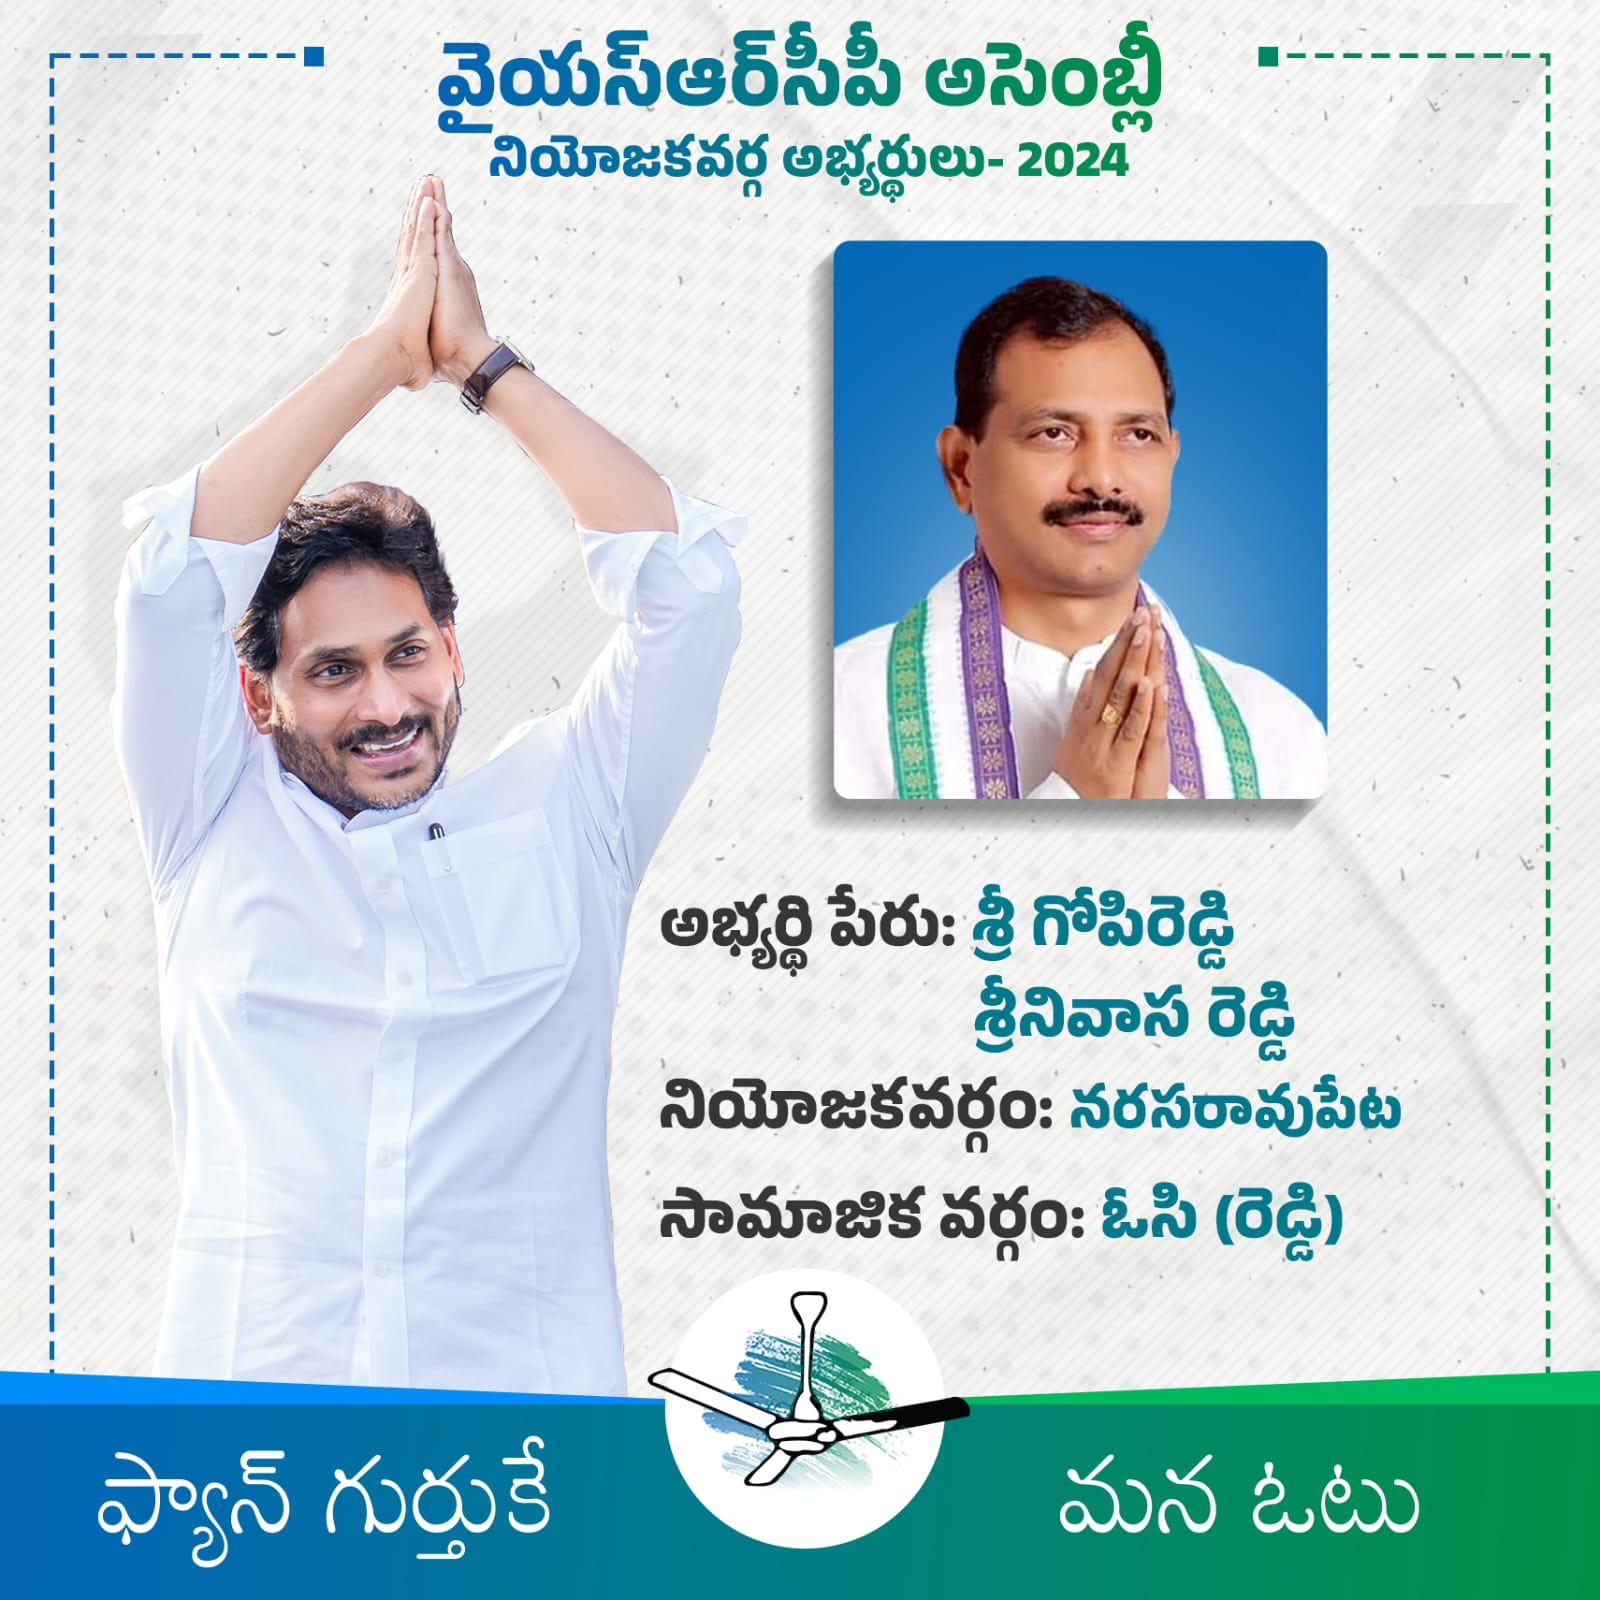 వైయస్ఆర్‌సీపీ అసెంబ్లీ
నియోజకవర్గ అభ్యర్థులు- 2024
అభ్యర్థి పేరు: శ్రీ గోపిరెడ్డి
శ్రీనివాస రెడ్డి
నియోజకవర్గం: నరసరావుపేట
సామాజిక వర్గం: ఓసి (రెడ్డి)
ఫ్యాన్ గుర్తుకే మన ఓటు